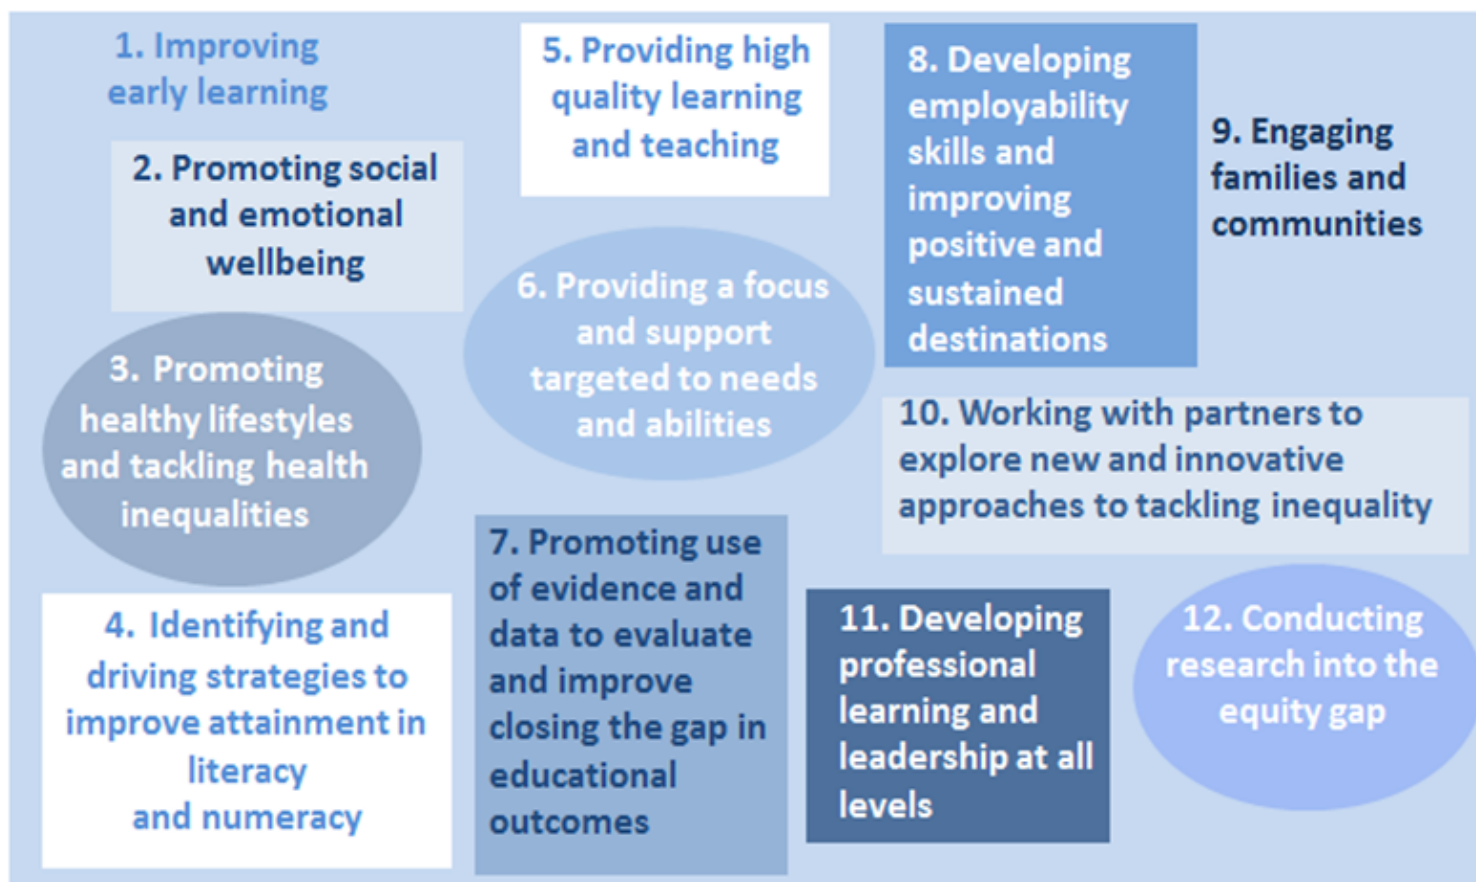 1. Improving
early learning
2. Promoting social
and emotional
wellbeing
3. Promoting
healthy lifestyles
and tackling health
inequalities
4. Identifying and
driving strategies to
improve attainment in
literacy
and numeracy
5. Providing high
quality learning
and teaching
6. Providing a focus
and support
targeted to needs
and abilities
7. Promoting use
of evidence and
data to evaluate
and improve
closing the gap in
educational
outcomes
8. Developing
employability
skills and
improving
positive and
sustained
destinations
9. Engaging
families and
communities
10. Working with partners to
explore new and innovative
approaches to tackling inequality
11. Developing
professional
learning and
leadership at all
levels
12. Conducting
research into the
equity gap